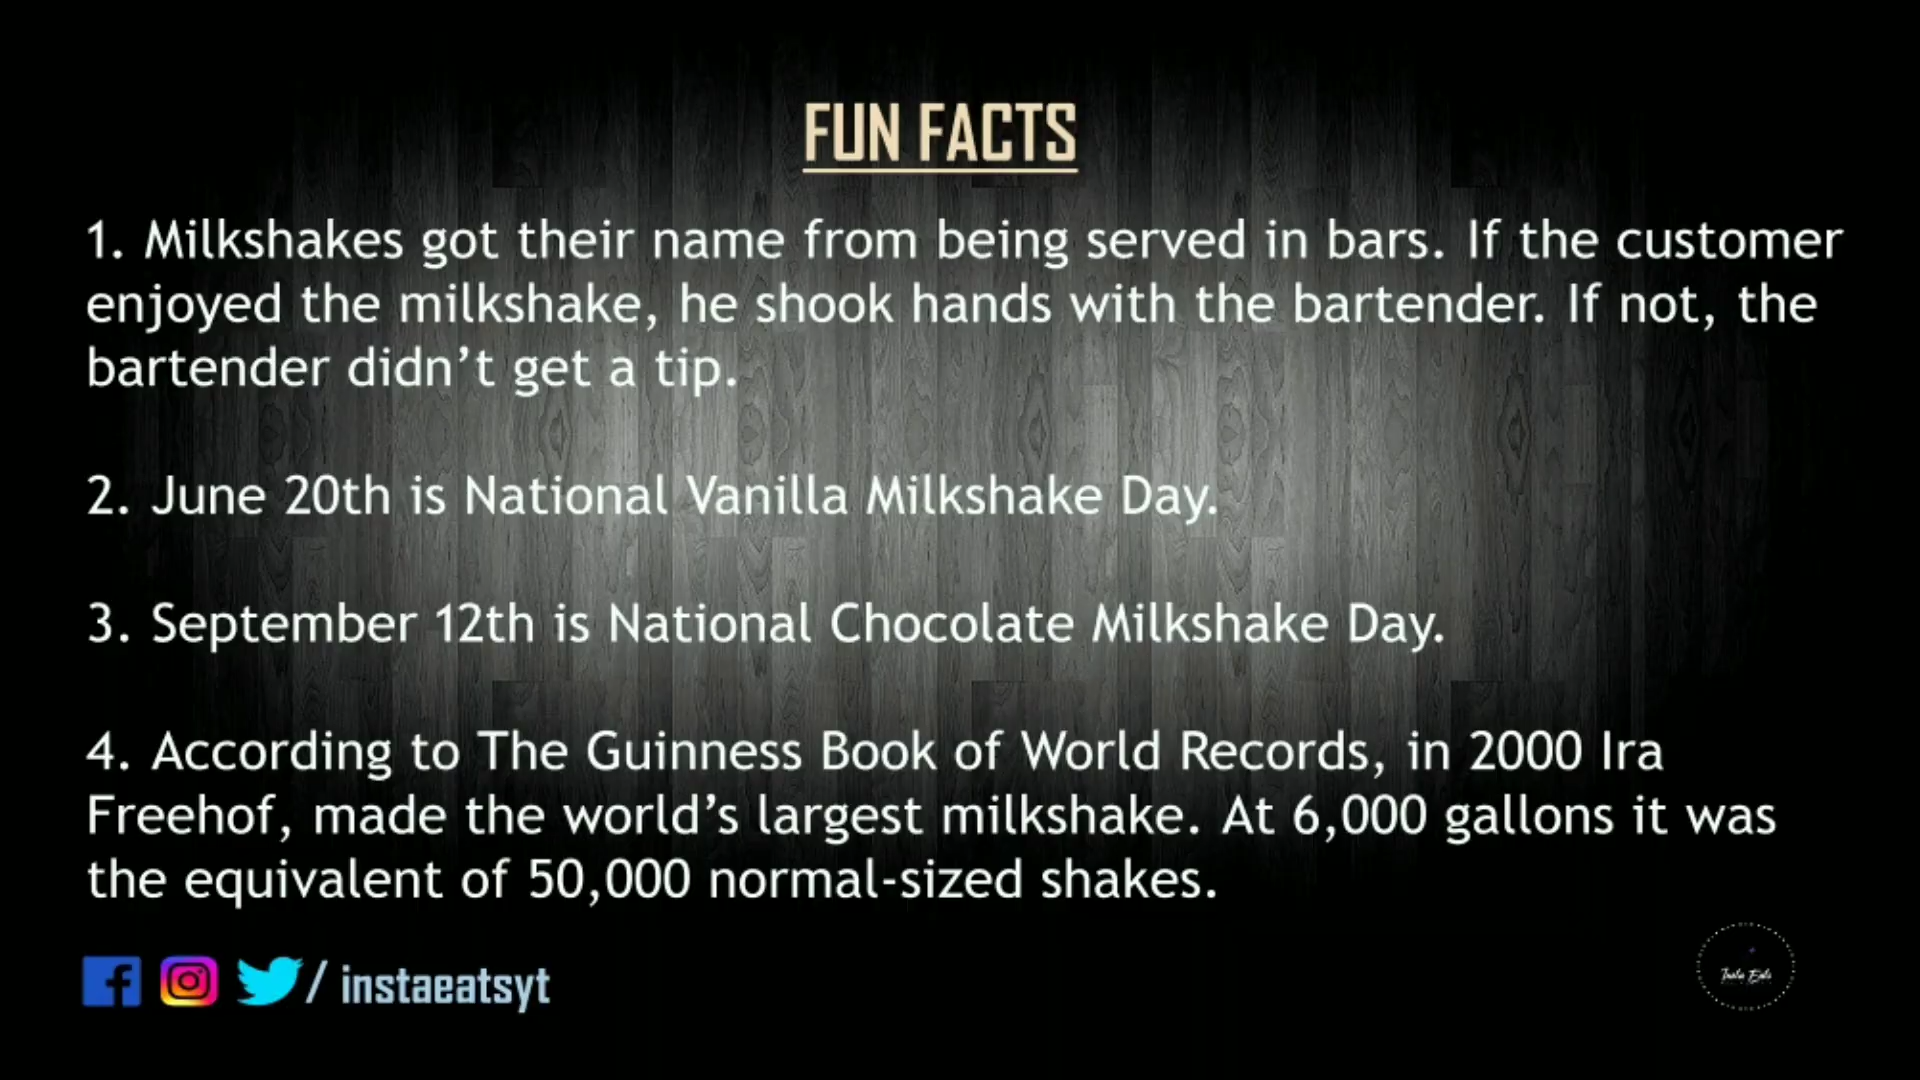 FUN FACTS
1. Milkshakes got their name from being served in bars. If the customer
enjoyed the milkshake, he shook hands with the bartender. If not, the
bartender didn’t get a tip.
2. June 20th is National Vanilla Milkshake Day.
3. September 12th is National Chocolate Milkshake Day.
4. According to The Guinness Book of World Records, in 2000 Ira
Freehof, made the world’s largest milkshake. At 6,000 gallons it was
the equivalent of 50,000 normal-sized shakes.
/ instaeatsyt